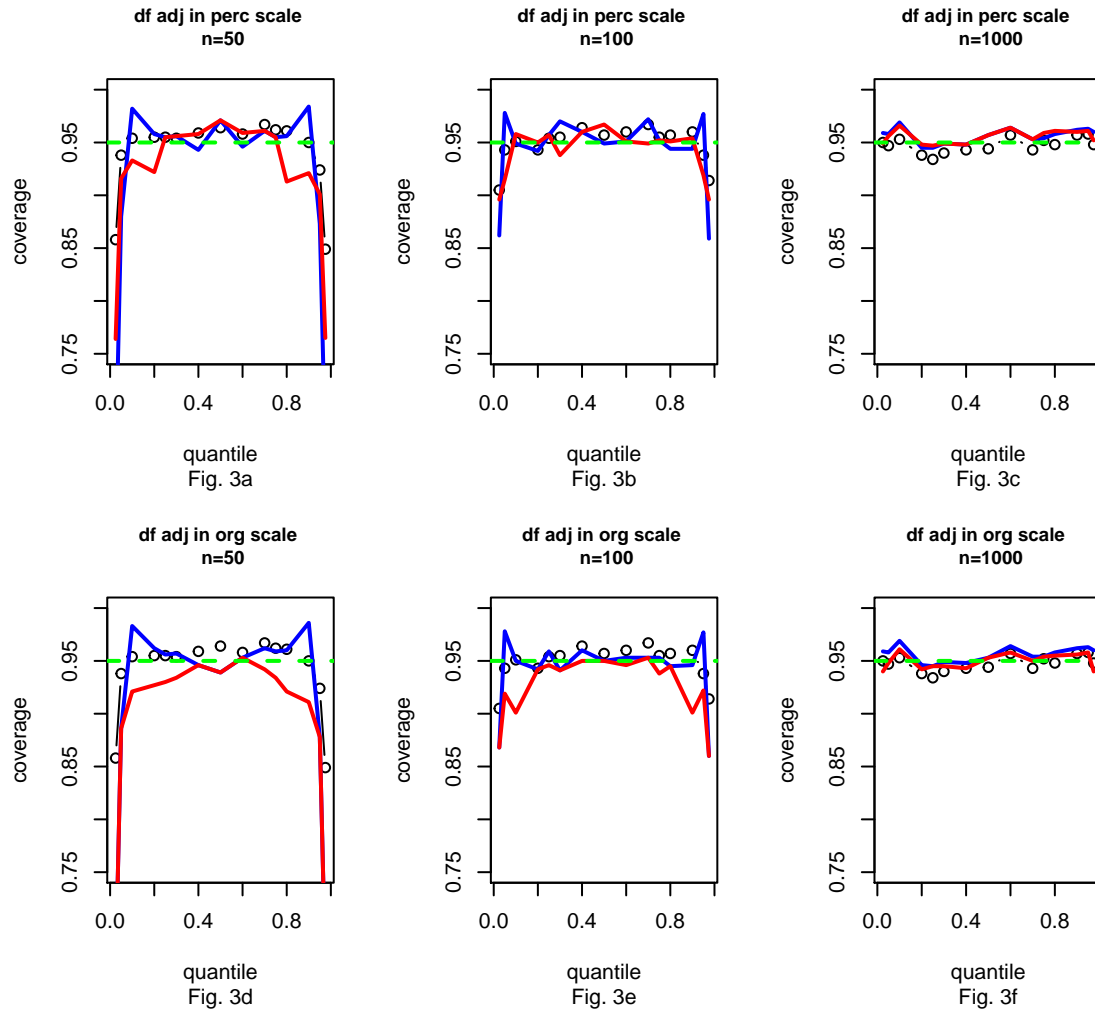 df adj in perc scale
n=50
0.95
0.85
0.75
coverage
0.0 0.4 0.8
quantile
Fig. 3a
df adj in perc scale
n=100
0.95
0.85
0.75
coverage
0.0 0.4 0.8
quantile
Fig. 3b
df adj in perc scale
n=1000
0.95
0.85
0.75
coverage
0.0 0.4 0.8
quantile
Fig. 3c
df adj in org scale
n=50
0.95
0.85
0.75
coverage
0.0 0.4 0.8
quantile
Fig. 3d
df adj in org scale
n=100
0.95
0.85
0.75
coverage
0.0 0.4 0.8
quantile
Fig. 3e
df adj in org scale
n=1000
0.95
0.85
0.75
coverage
0.0 0.4 0.8
quantile
Fig. 3f